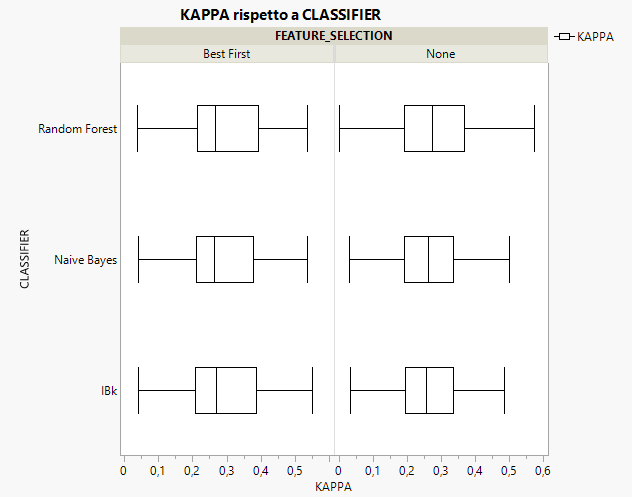 KAPPA rispetto a CLASSIFIER
FEATURE_SELECTION
Best First None
KAPPA
Random Forest
Naive Bayes
IBk
CLASSIFIER
0 0,1 0,2 0,3 0,4 0,5 0 0,1 0,2 0,3 0,4 0,5 0,6
KAPPA